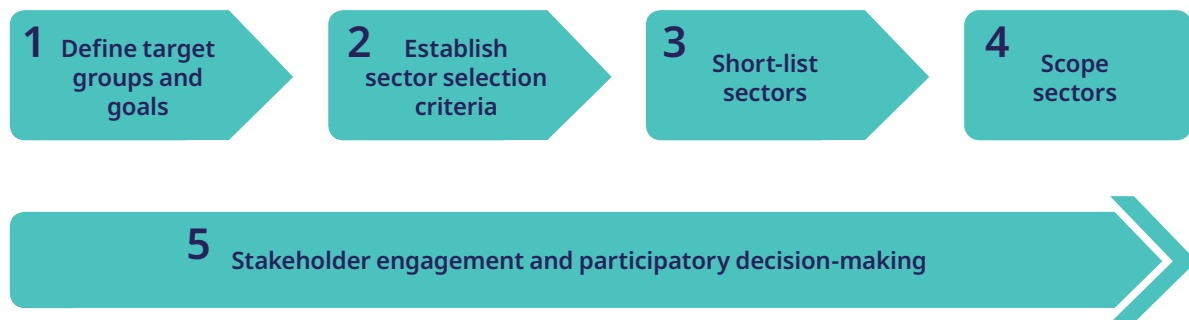 1 Define target
groups and
goals
2 Establish
sector selection
criteria
3 Short-list
sectors
4 Scope
sectors
5 Stakeholder engagement and participatory decision-making